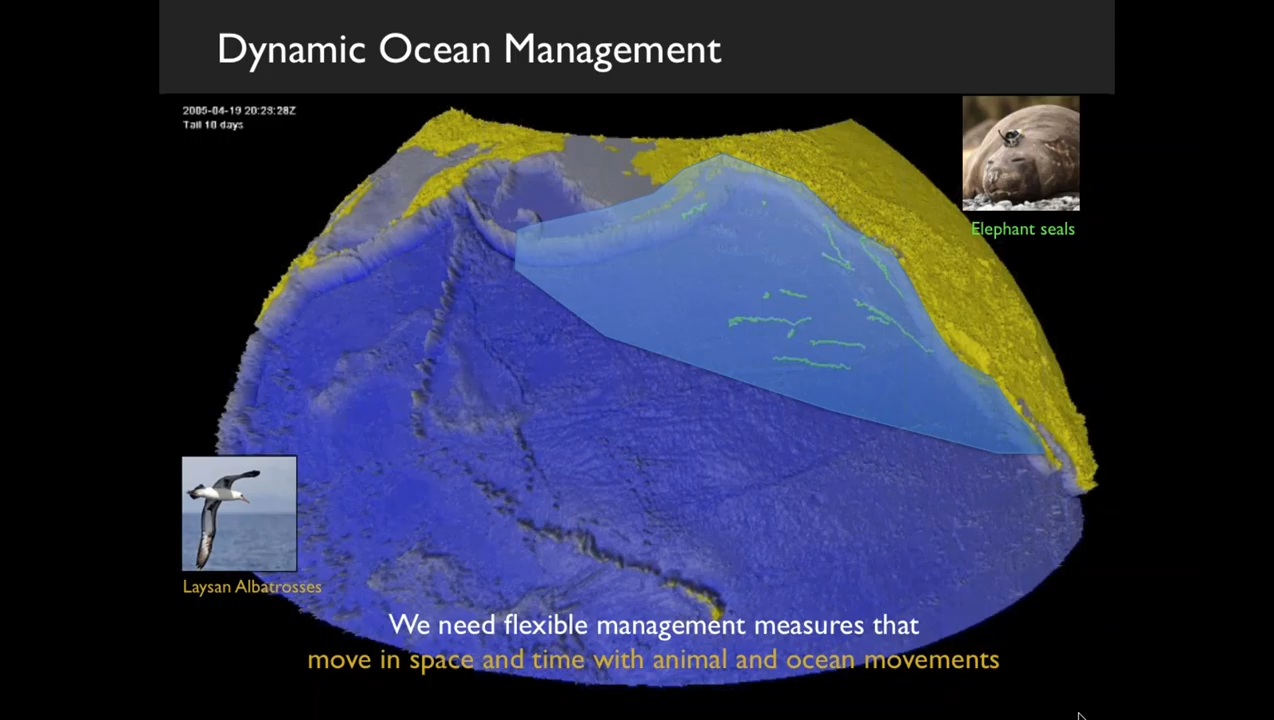 Dynamic Ocean Management
2005-04-19 20:23:28Z
Tail 10 days
Elephant seals
Laysan Albatrosses
We need flexible management measures that
move in space and time with animal and ocean movements